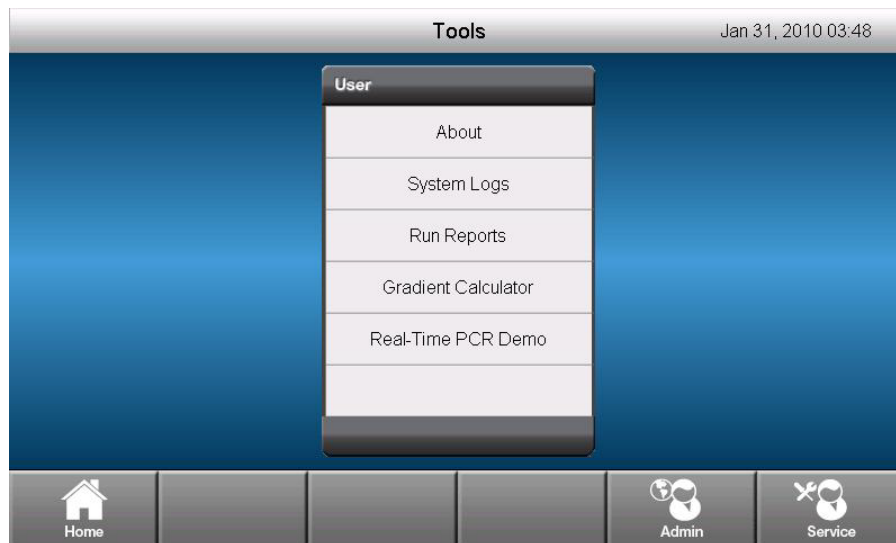 Tools
Jan 31, 2010 03:48
User
About
System Logs
Run Reports
Gradient Calculator
Real-Time PCR Demo
Home
Admin
Service